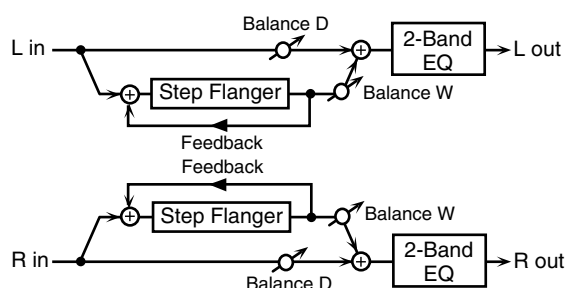 Balance D
L in
2-Band
EQ
L out
Step Flanger
Balance W
Feedback
Feedback
Step Flanger
Balance W
R in
2-Band
EQ
R out
Balance D